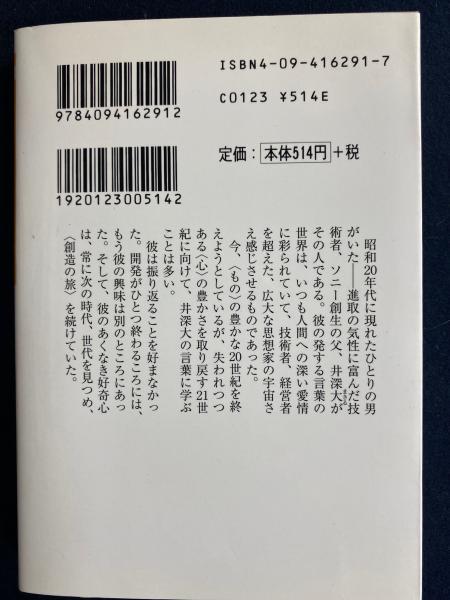 ISBN4-09-416291-7
9784094162912
C0123 ¥514E
定価：本体514円+税
1920123005142
昭和20年代に現れたひとりの男
がいた――進取の気性に富んだ技
術者、ソニー創生の父、井深大が
まさる
その人である。彼の発する言葉の
世界は、いつも人間への深い愛情
に彩られていて、技術者、経営者
を超えた、広大な思想家の宇宙さ
え感じさせるものであった。
今、〈もの〉の豊かな20世紀を終
えようとしているが、失われつつ
ある〈心〉の豊かさを取り戻す21世
紀に向けて、井深大の言葉に学ぶ
ことは多い。
彼は振り返ることを好まなかっ
た。開発がひとつ終わるころには、
もう彼の興味は別のところにあっ
た。そして、彼のあくなき好奇心
は、常に次の時代、世代を見つめ、
〈創造の旅〉を続けていた。